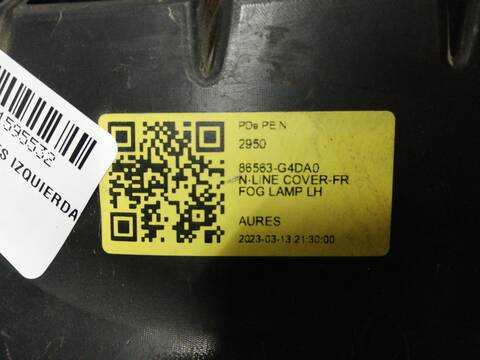 PDe PE N
2950
86563-G4DA0
N-LINE COVER-FR
FOG LAMP LH
AURES
2023-03-13 21:30:00
4595532
S IZQUIERDA